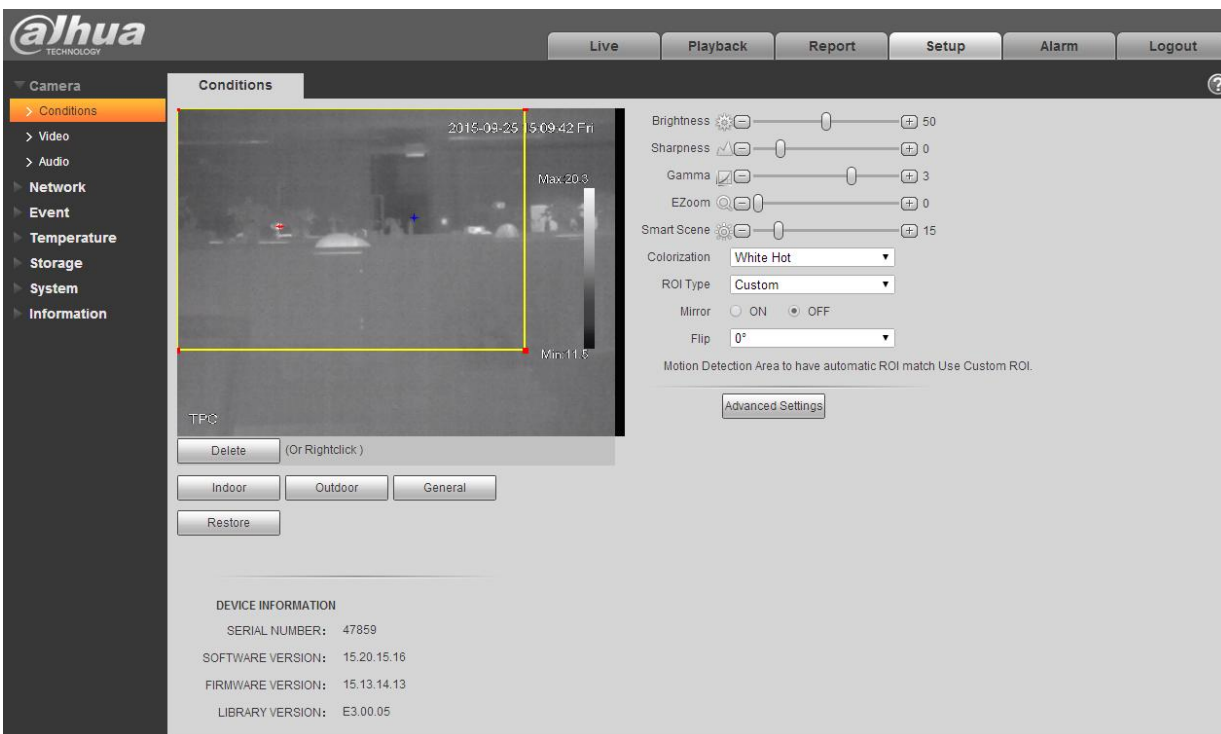 alhua
TECHNOLOGY
Live
Playback
Report
Setup
Alarm
Logout
Camera
Conditions
Video
Audio
Network
Event
Temperature
Storage
System
Information
Conditions
?
2015-09-25 15:09:42 Fri
Max:20.3
Min:11.5
TPC
Delete
(Or Rightclick )
Indoor
Outdoor
General
Restore
Brightness 50
Sharpness 0
Gamma 3
EZoom 0
Smart Scene 15
Colorization White Hot
ROI Type Custom
Mirror ON OFF
Flip 0°
Motion Detection Area to have automatic ROI match Use Custom ROI.
Advanced Settings
DEVICE INFORMATION
SERIAL NUMBER: 47859
SOFTWARE VERSION: 15.20.15.16
FIRMWARE VERSION: 15.13.14.13
LIBRARY VERSION: E3.00.05